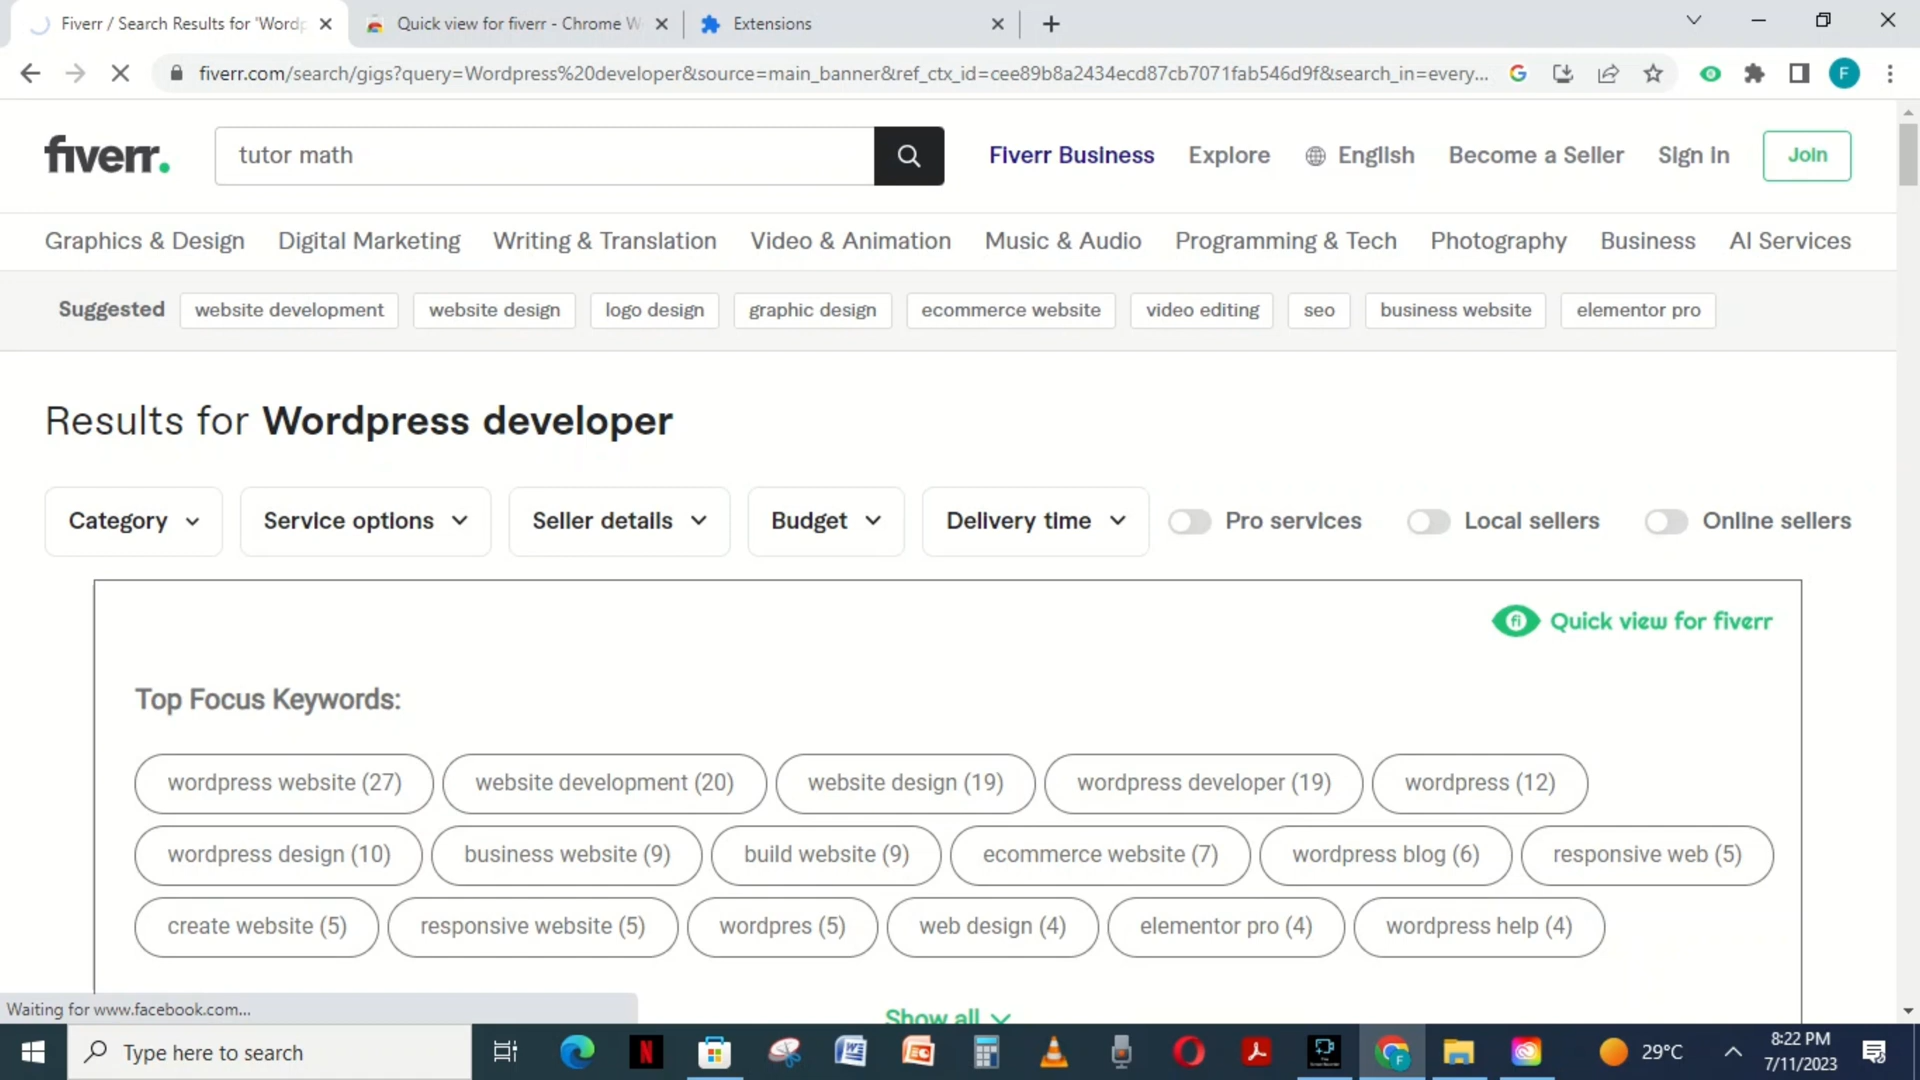 Fiverr / Search Results for 'Wordp
Quick view for fiverr - Chrome W
Extensions
fiverr.com/search/gigs?query=Wordpress%20developer&source=main_banner&ref_ctx_id=cee89b8a2434ecd87cb7071fab546d9f&search_in=every...
F
fiverr.
tutor math
Fiverr Business
Explore
English
Become a Seller
Sign In
Join
Graphics & Design
Digital Marketing
Writing & Translation
Video & Animation
Music & Audio
Programming & Tech
Photography
Business
AI Services
Suggested
website development
website design
logo design
graphic design
ecommerce website
video editing
seo
business website
elementor pro
Results for Wordpress developer
Category
Service options
Seller details
Budget
Delivery time
Pro services
Local sellers
Online sellers
fi Quick view for fiverr
Top Focus Keywords:
wordpress website (27)
website development (20)
website design (19)
wordpress developer (19)
wordpress (12)
wordpress design (10)
business website (9)
build website (9)
ecommerce website (7)
wordpress blog (6)
responsive web (5)
create website (5)
responsive website (5)
wordpres (5)
web design (4)
elementor pro (4)
wordpress help (4)
Show all
Waiting for www.facebook.com...
Type here to search
29°C
8:22 PM
7/11/2023